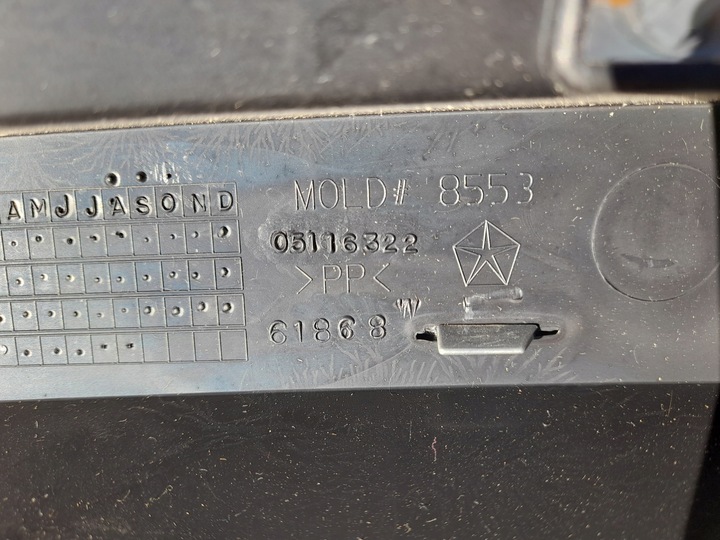 MOLD# 8553
AMJJASOND
05116322
>PP<
61868 W